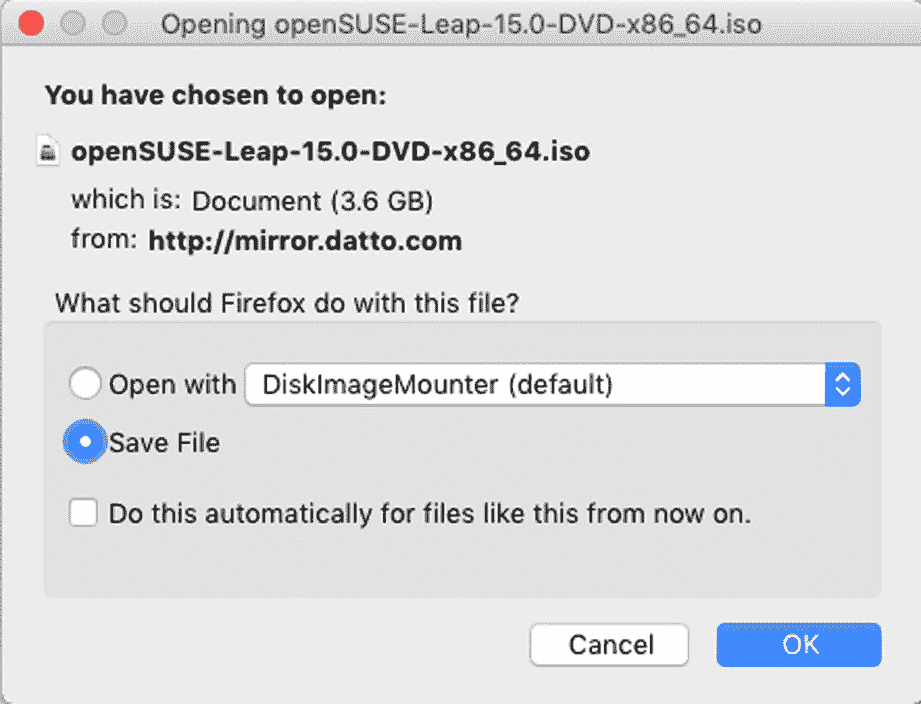 Opening openSUSE-Leap-15.0-DVD-x86_64.iso
You have chosen to open:
openSUSE-Leap-15.0-DVD-x86_64.iso
which is: Document (3.6 GB)
from: http://mirror.datto.com
What should Firefox do with this file?
Open with DiskImageMounter (default)
Save File
Do this automatically for files like this from now on.
Cancel OK